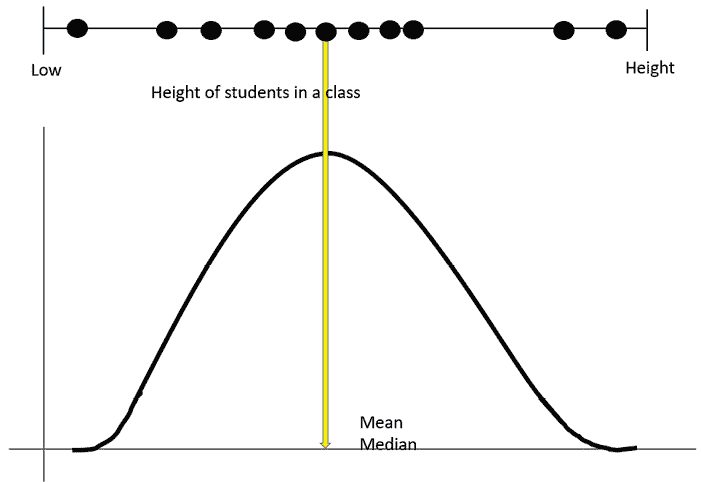 Low
Height
Height of students in a class
Mean
Median